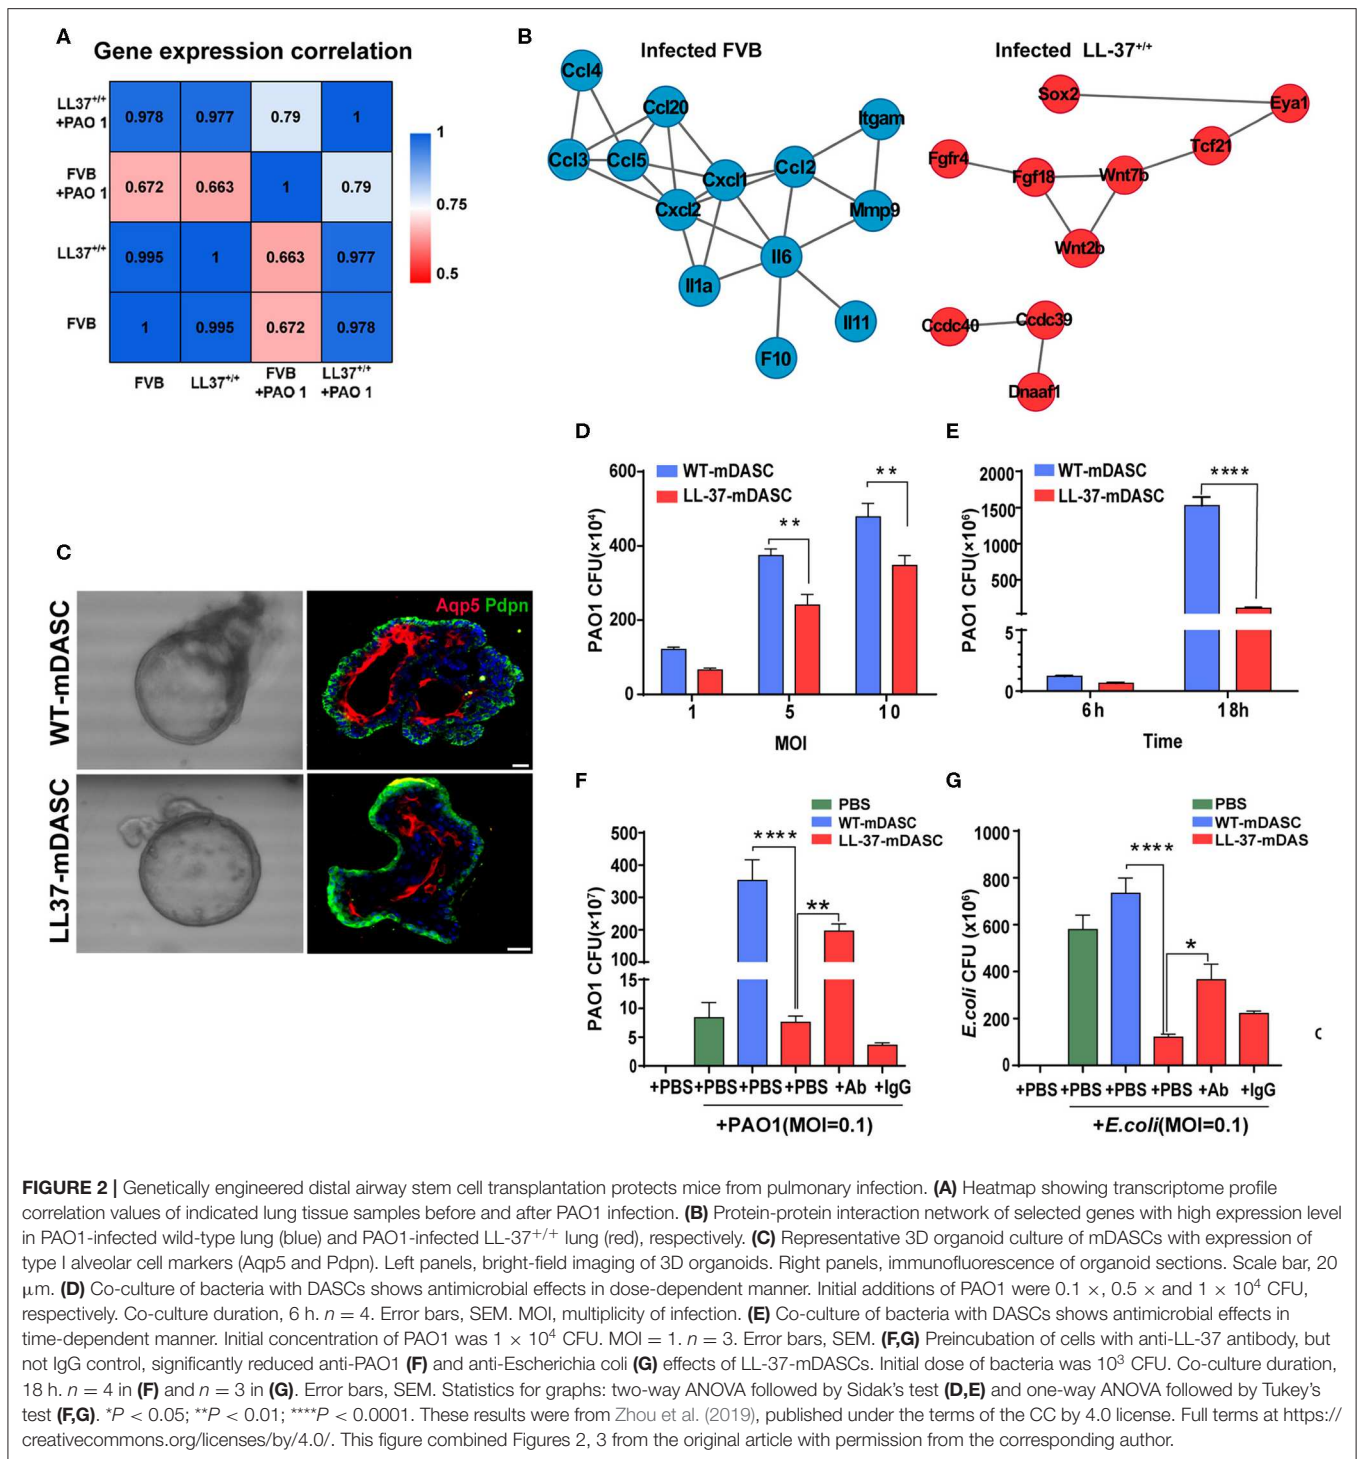 A
Gene expression correlation
LL37+/+
+PAO 1
0.978 0.977 0.79 1
FVB
+PAO 1
0.672 0.663 1 0.79
LL37+/+
0.995 1 0.663 0.977
FVB
1 0.995 0.672 0.978
FVB LL37+/+ FVB +PAO 1 LL37+/+ +PAO 1
1
0.75
0.5
B
Infected FVB
Ccl4
Ccl20
Itgam
Ccl3
Ccl5
Cxcl1
Ccl2
Cxcl2
Mmp9
Il6
Il1a
Il11
F10
Infected LL-37+/+
Sox2
Eya1
Tcf21
Fgfr4
Fgf18
Wnt7b
Wnt2b
Ccdc40
Ccdc39
Dnaaf1
C
WT-mDASC
Aqp5 Pdpn
LL37-mDASC
D
WT-mDASC
LL-37-mDASC
PAO1 CFU(×10⁴)
600
400
200
0
** **
1 5 10
MOI
E
WT-mDASC
LL-37-mDASC
PAO1 CFU(×10⁶)
2000
1500
1000
500
5
0
****
6h 18h
Time
F
PBS
WT-mDASC
LL-37-mDASC
PAO1 CFU(×10⁷)
500
400
300
200
100
15
10
5
0
****
**
+PBS +PBS +PBS +PBS +Ab +IgG
+PAO1(MOI=0.1)
G
PBS
WT-mDASC
LL-37-mDAS
E.coli CFU (×10⁶)
1000
800
600
400
200
0
****
*
+PBS +PBS +PBS +PBS +Ab +IgG
+E.coli(MOI=0.1)
FIGURE 2 | Genetically engineered distal airway stem cell transplantation protects mice from pulmonary infection. (A) Heatmap showing transcriptome profile
correlation values of indicated lung tissue samples before and after PAO1 infection. (B) Protein-protein interaction network of selected genes with high expression level
in PAO1-infected wild-type lung (blue) and PAO1-infected LL-37+/+ lung (red), respectively. (C) Representative 3D organoid culture of mDASCs with expression of
type I alveolar cell markers (Aqp5 and Pdpn). Left panels, bright-field imaging of 3D organoids. Right panels, immunofluorescence of organoid sections. Scale bar, 20
μm. (D) Co-culture of bacteria with DASCs shows antimicrobial effects in dose-dependent manner. Initial additions of PAO1 were 0.1 ×, 0.5 × and 1 × 10⁴ CFU,
respectively. Co-culture duration, 6 h. n = 4. Error bars, SEM. MOI, multiplicity of infection. (E) Co-culture of bacteria with DASCs shows antimicrobial effects in
time-dependent manner. Initial concentration of PAO1 was 1 × 10⁴ CFU. MOI = 1. n = 3. Error bars, SEM. (F,G) Preincubation of cells with anti-LL-37 antibody, but
not IgG control, significantly reduced anti-PAO1 (F) and anti-Escherichia coli (G) effects of LL-37-mDASCs. Initial dose of bacteria was 10³ CFU. Co-culture duration,
18 h. n = 4 in (F) and n = 3 in (G). Error bars, SEM. Statistics for graphs: two-way ANOVA followed by Sidak's test (D,E) and one-way ANOVA followed by Tukey's
test (F,G). *P < 0.05; **P < 0.01; ****P < 0.0001. These results were from Zhou et al. (2019), published under the terms of the CC by 4.0 license. Full terms at https://
creativecommons.org/licenses/by/4.0/. This figure combined Figures 2, 3 from the original article with permission from the corresponding author.